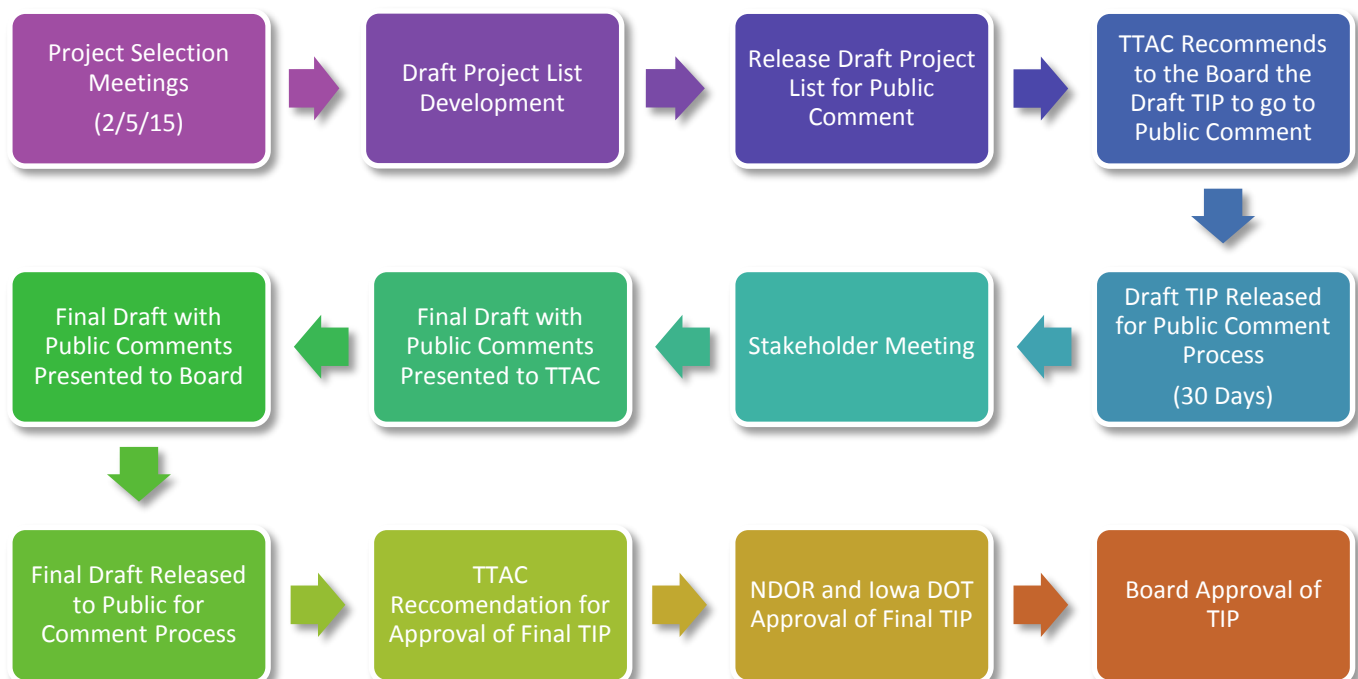 Project Selection
Meetings
(2/5/15)
Draft Project List
Development
Release Draft Project
List for Public
Comment
TTAC Recommends
to the Board the
Draft TIP to go to
Public Comment
Draft TIP Released
for Public Comment
Process
(30 Days)
Stakeholder Meeting
Final Draft with
Public Comments
Presented to TTAC
Final Draft with
Public Comments
Presented to Board
Final Draft Released
to Public for
Comment Process
TTAC
Reccomendation for
Approval of Final TIP
NDOR and Iowa DOT
Approval of Final TIP
Board Approval of
TIP